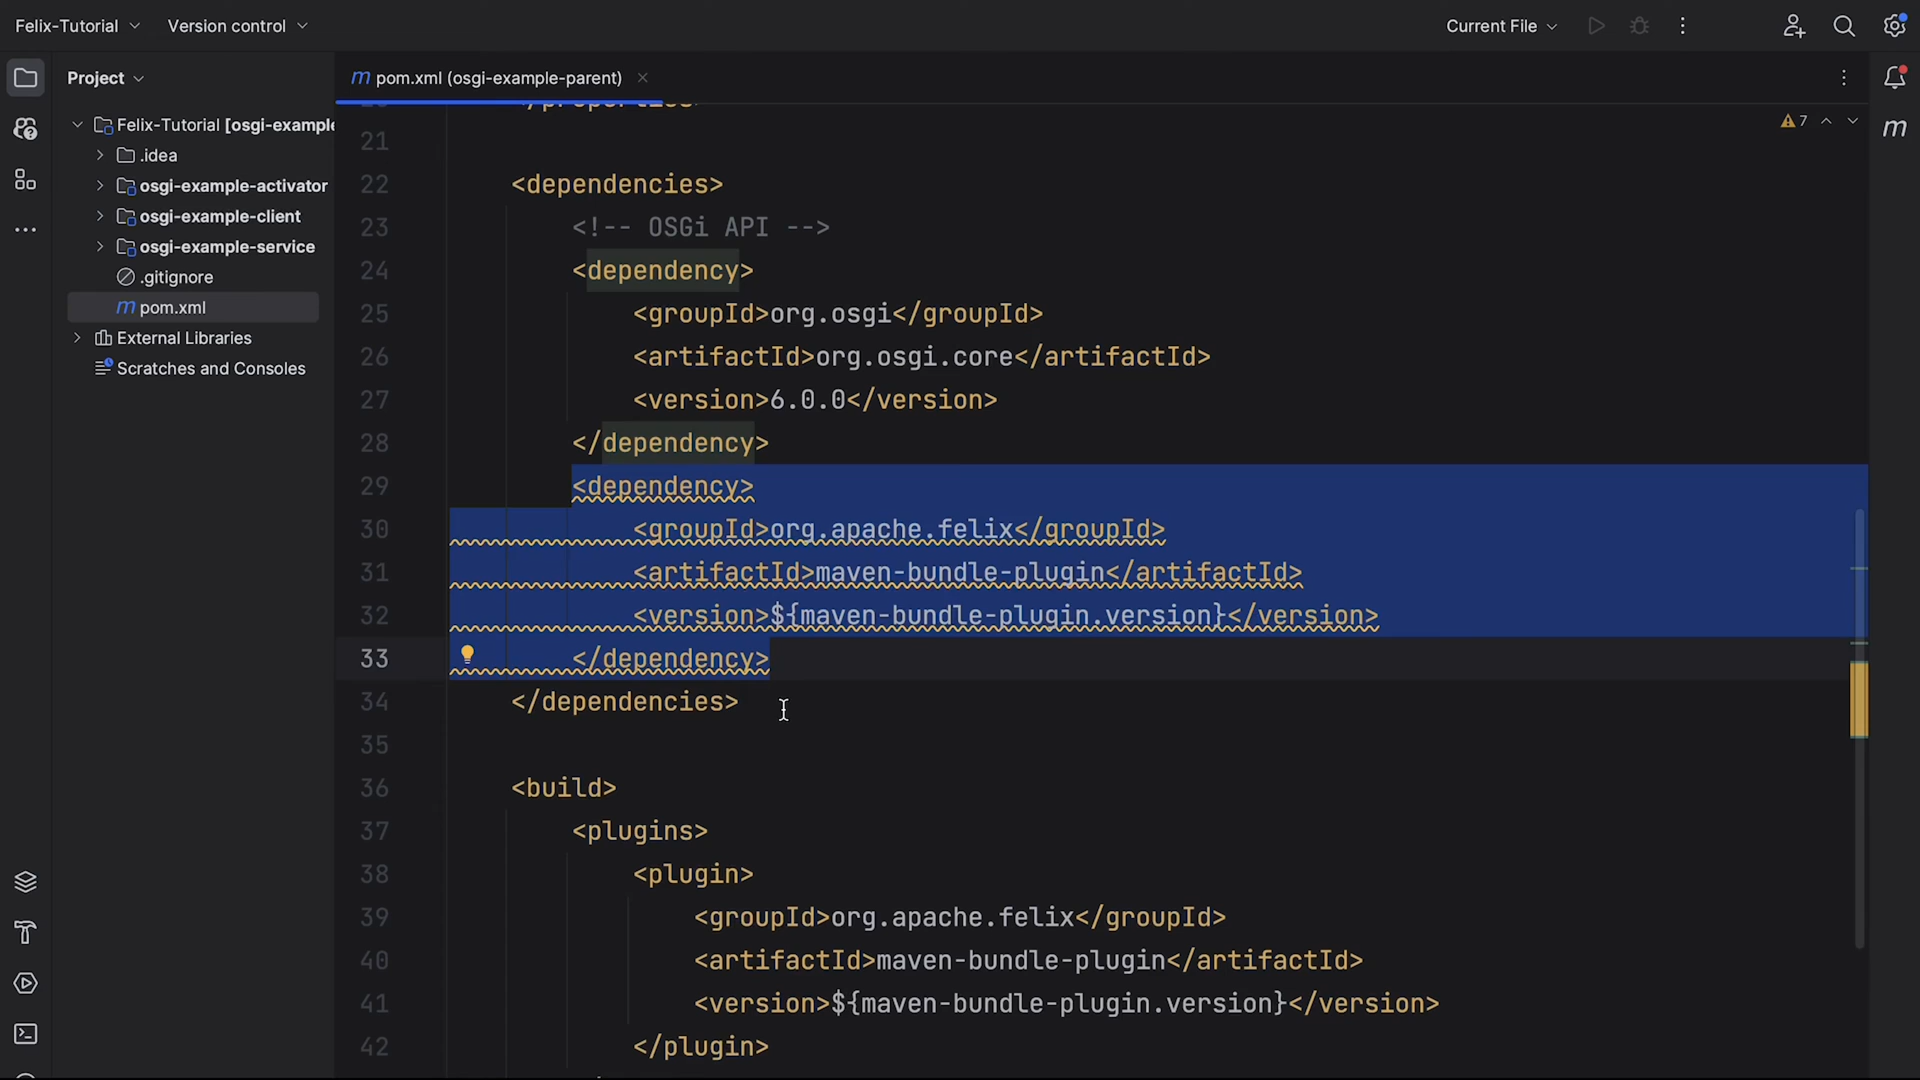 Felix-Tutorial
Version control
Current File
Project
m pom.xml (osgi-example-parent)
Felix-Tutorial [osgi-example
.idea
osgi-example-activator
osgi-example-client
osgi-example-service
.gitignore
m pom.xml
External Libraries
Scratches and Consoles
7
m
</properties>
21
22 <dependencies>
23 <!-- OSGi API -->
24 <dependency>
25 <groupId>org.osgi</groupId>
26 <artifactId>org.osgi.core</artifactId>
27 <version>6.0.0</version>
28 </dependency>
29 <dependency>
30 <groupId>org.apache.felix</groupId>
31 <artifactId>maven-bundle-plugin</artifactId>
32 <version>${maven-bundle-plugin.version}</version>
33 </dependency>
34 </dependencies>
35
36 <build>
37 <plugins>
38 <plugin>
39 <groupId>org.apache.felix</groupId>
40 <artifactId>maven-bundle-plugin</artifactId>
41 <version>${maven-bundle-plugin.version}</version>
42 </plugin>